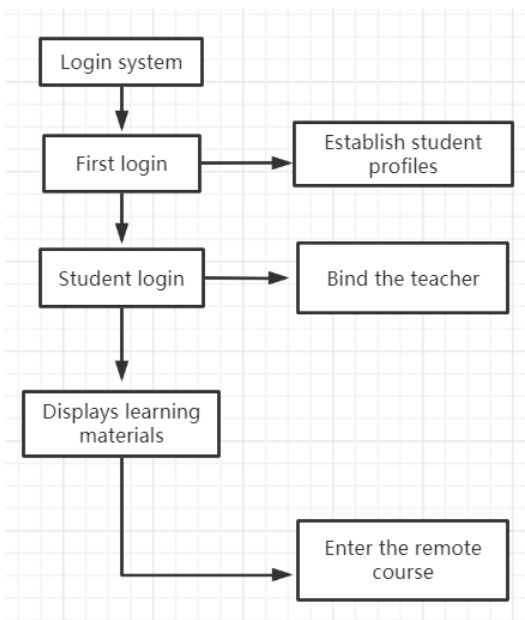 Login system
First login
Establish student
profiles
Student login
Bind the teacher
Displays learning
materials
Enter the remote
course